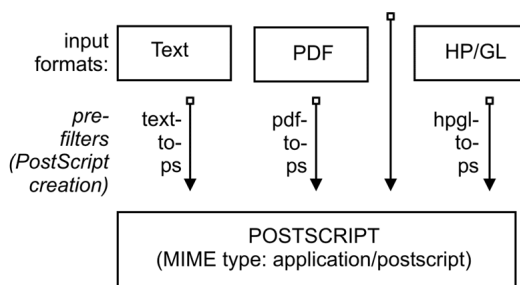 input
formats:
Text
PDF
HP/GL
pre-
filters
(PostScript
creation)
text-
to-
ps
pdf-
to-
ps
hpgl-
to-
ps
POSTSCRIPT
(MIME type: application/postscript)